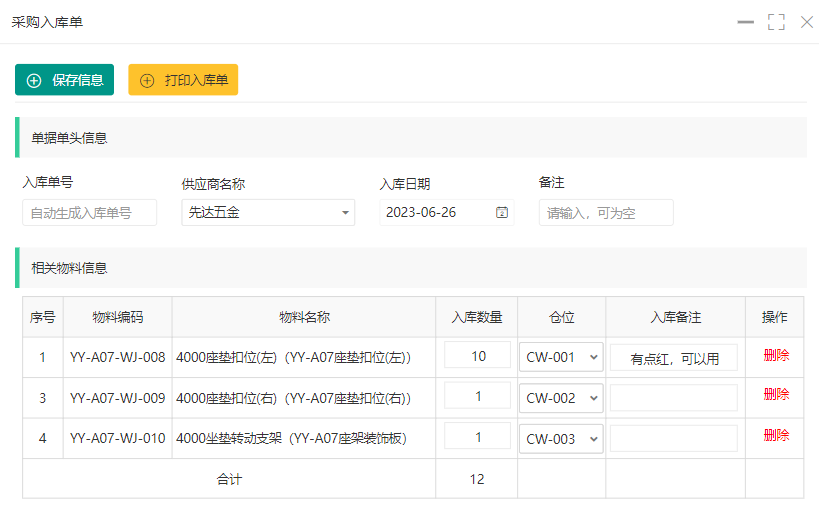 采购入库单
保存信息 打印入库单
单据单头信息
入库单号 供应商名称 入库日期 备注
自动生成入库单号 先达五金 2023-06-26 请输入，可为空
相关物料信息
序号 物料编码 物料名称 入库数量 仓位 入库备注 操作
1 YY-A07-WJ-008 4000座垫扣位(左)（YY-A07座垫扣位(左)） 10 CW-001 有点红，可以用 删除
3 YY-A07-WJ-009 4000座垫扣位(右)（YY-A07座垫扣位(右)） 1 CW-002 删除
4 YY-A07-WJ-010 4000坐垫转动支架（YY-A07座架装饰板） 1 CW-003 删除
合计 12